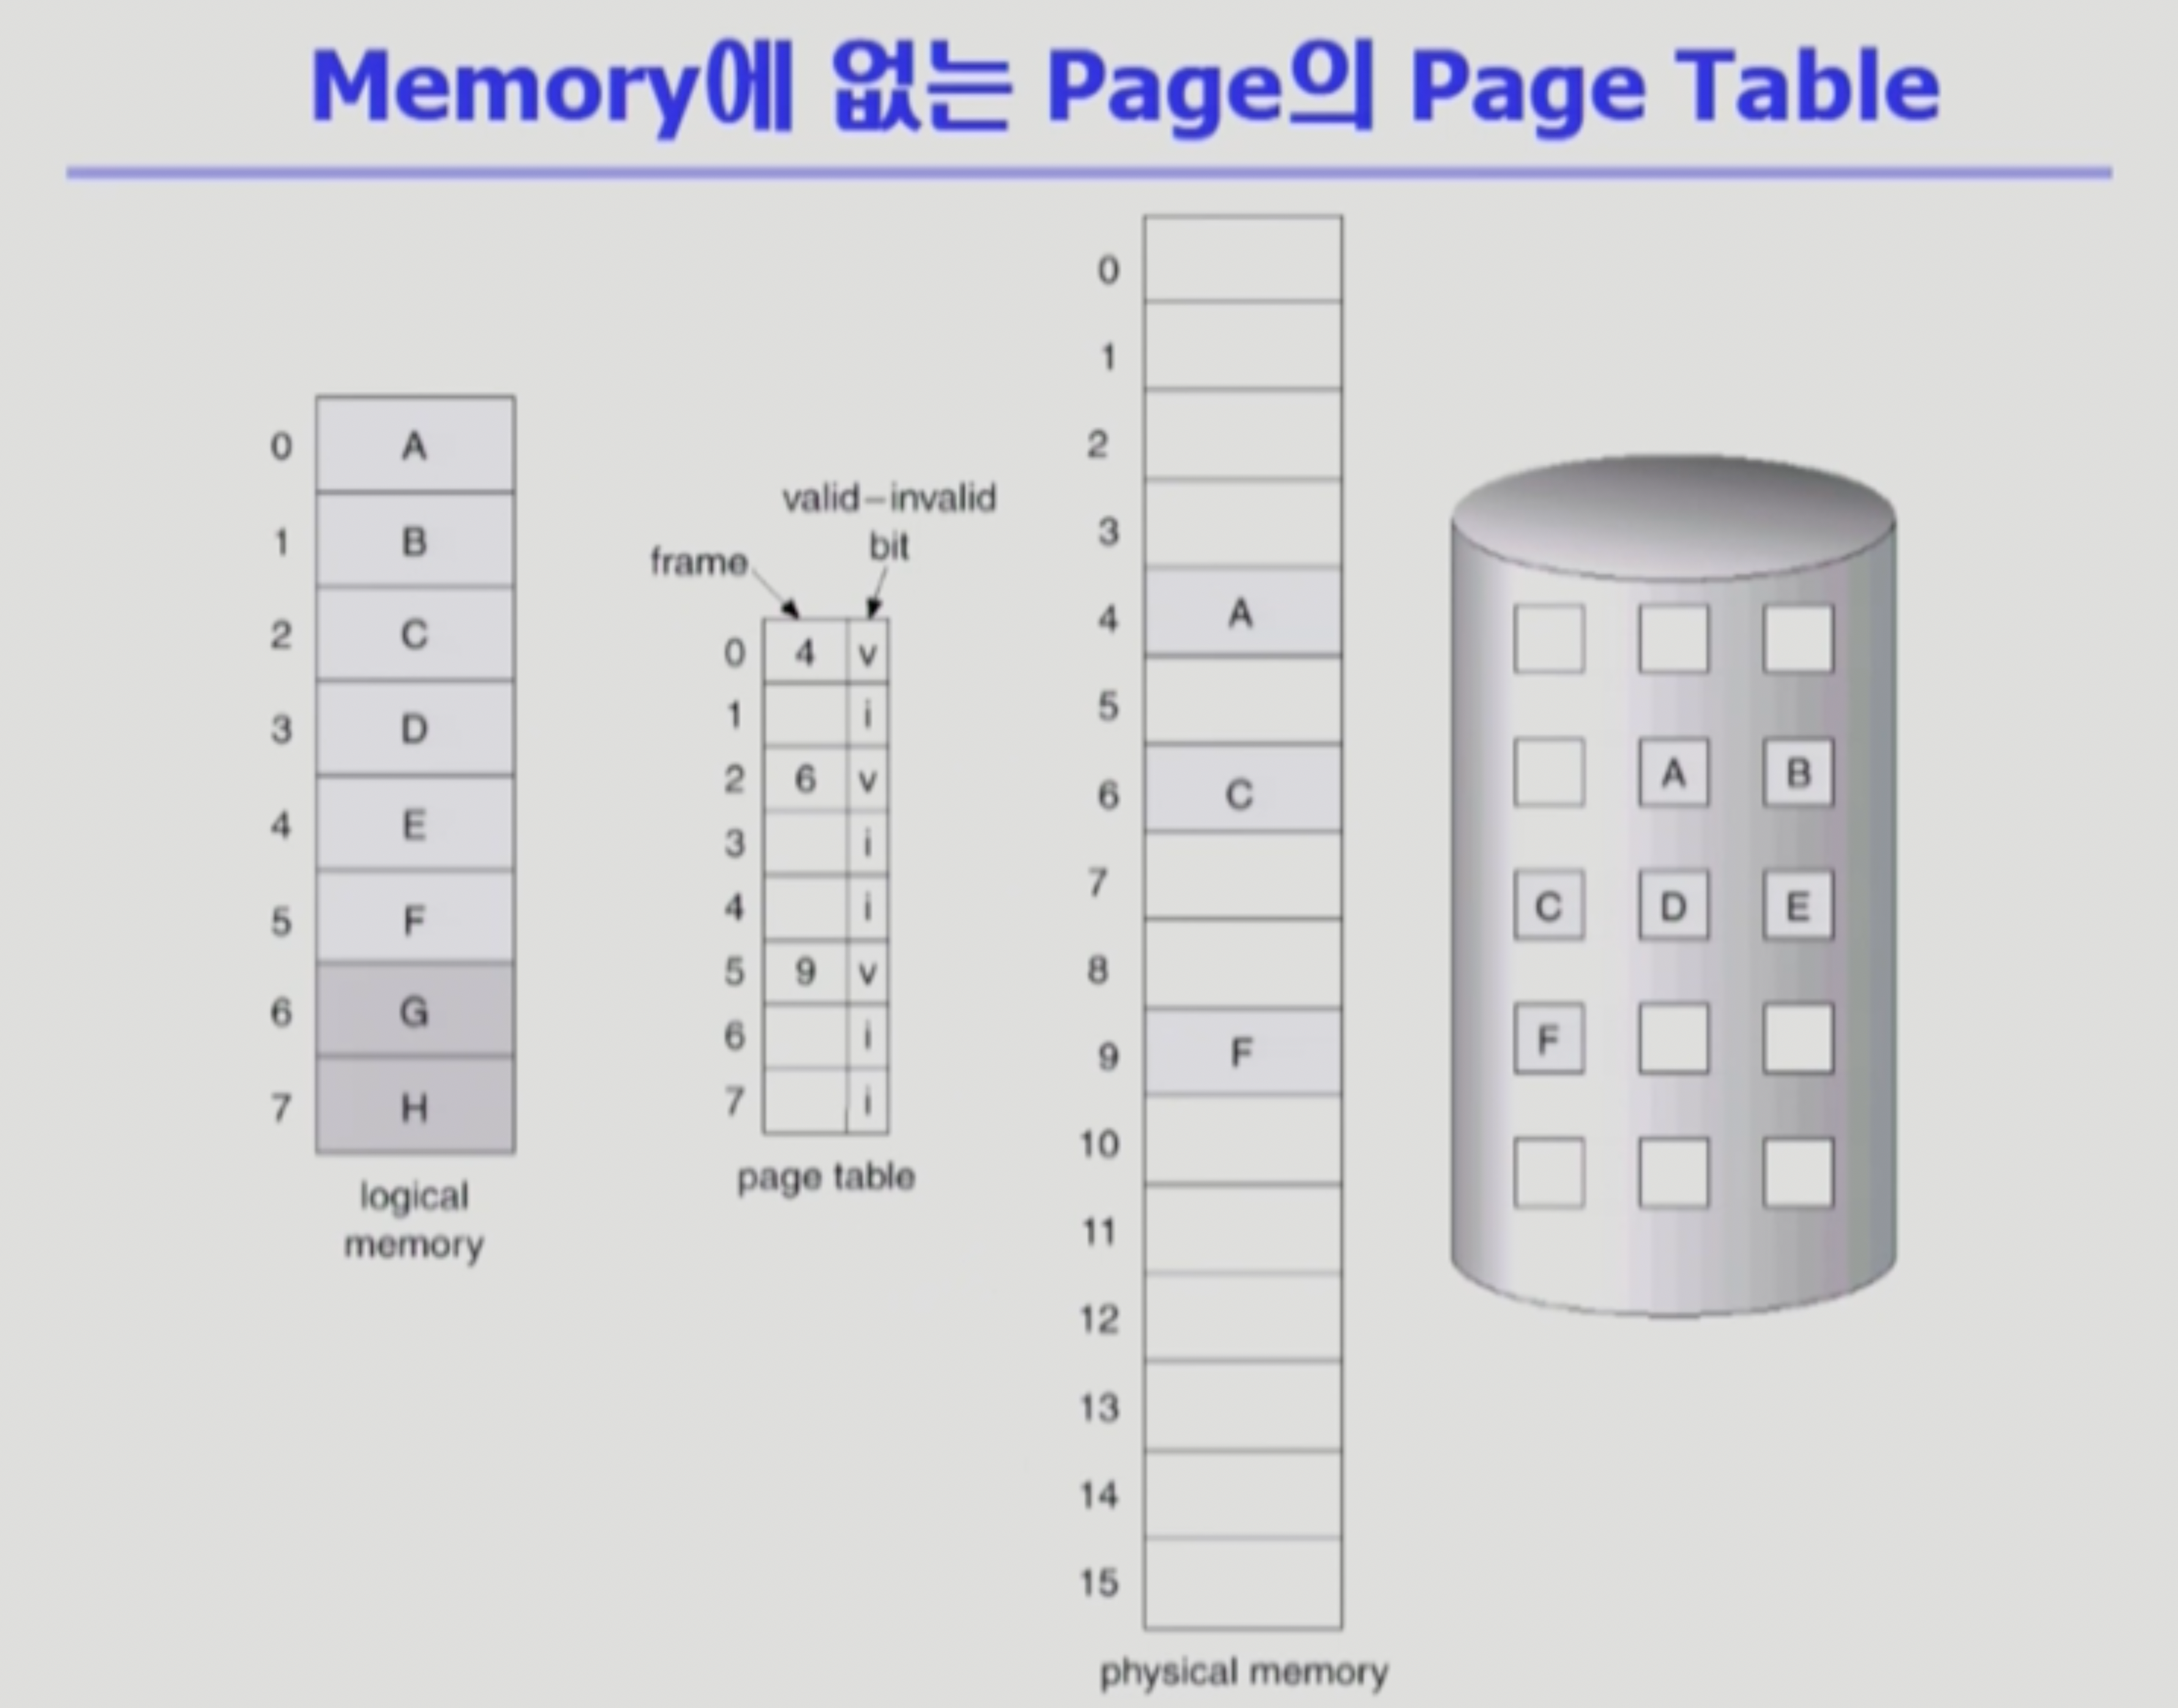 Memory에 없는 Page의 Page Table
0 A
1 B
2 C
3 D
4 E
5 F
6 G
7 H
logical
memory
valid–invalid
bit
frame
0 4 v
1 i
2 6 v
3 i
4 i
5 9 v
6 i
7 i
page table
0
1
2
3
4 A
5
6 C
7
8
9 F
10
11
12
13
14
15
physical memory
A B
C D E
F